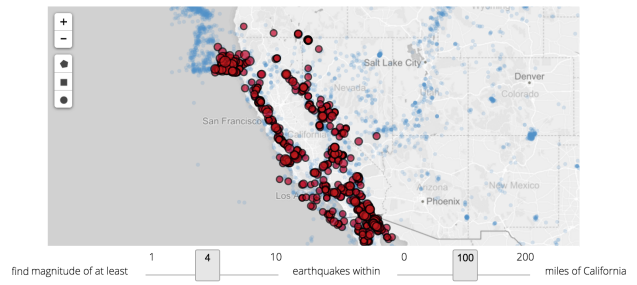 Wyoming
+
−
Salt Lake City
Denver
Nevada
Colorado
San Francisco
California
Arizona
New Mexico
Los A
Phoenix
1 4 10 0 100 200
find magnitude of at least earthquakes within miles of California